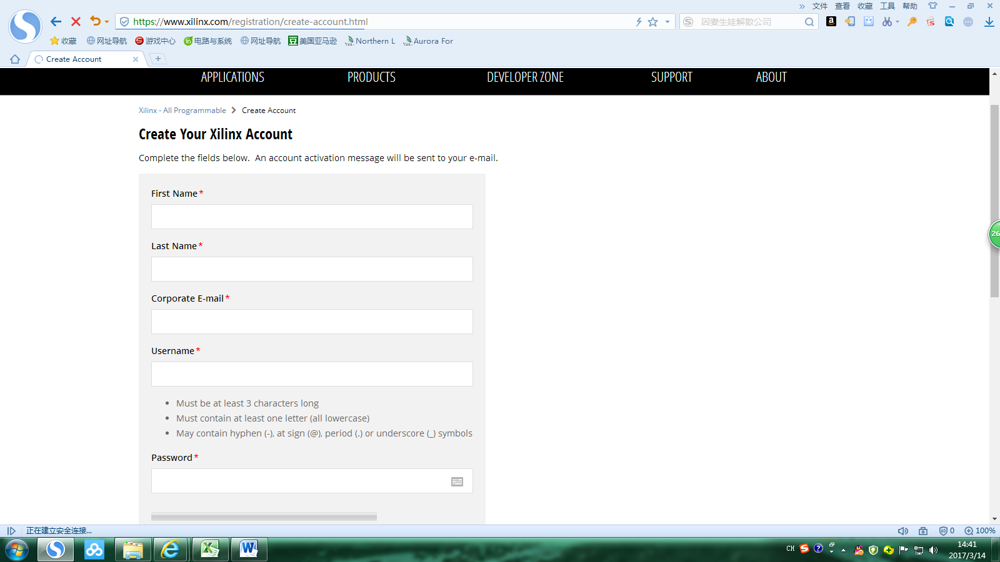 文件 查看 收藏 工具 帮助
https://www.xilinx.com/registration/create-account.html
因妻生娃解散公司
收藏 网址导航 游戏中心 电路与系统 网址导航 美国亚马逊 Northern L Aurora For
Create Account
APPLICATIONS PRODUCTS DEVELOPER ZONE SUPPORT ABOUT
Xilinx - All Programmable > Create Account
Create Your Xilinx Account
Complete the fields below. An account activation message will be sent to your e-mail.
First Name*
Last Name*
26
Corporate E-mail*
Username*
• Must be at least 3 characters long
• Must contain at least one letter (all lowercase)
• May contain hyphen (-), at sign (@), period (.) or underscore (_) symbols
Password*
正在建立安全连接... 0 100%
CH 14:41
2017/3/14